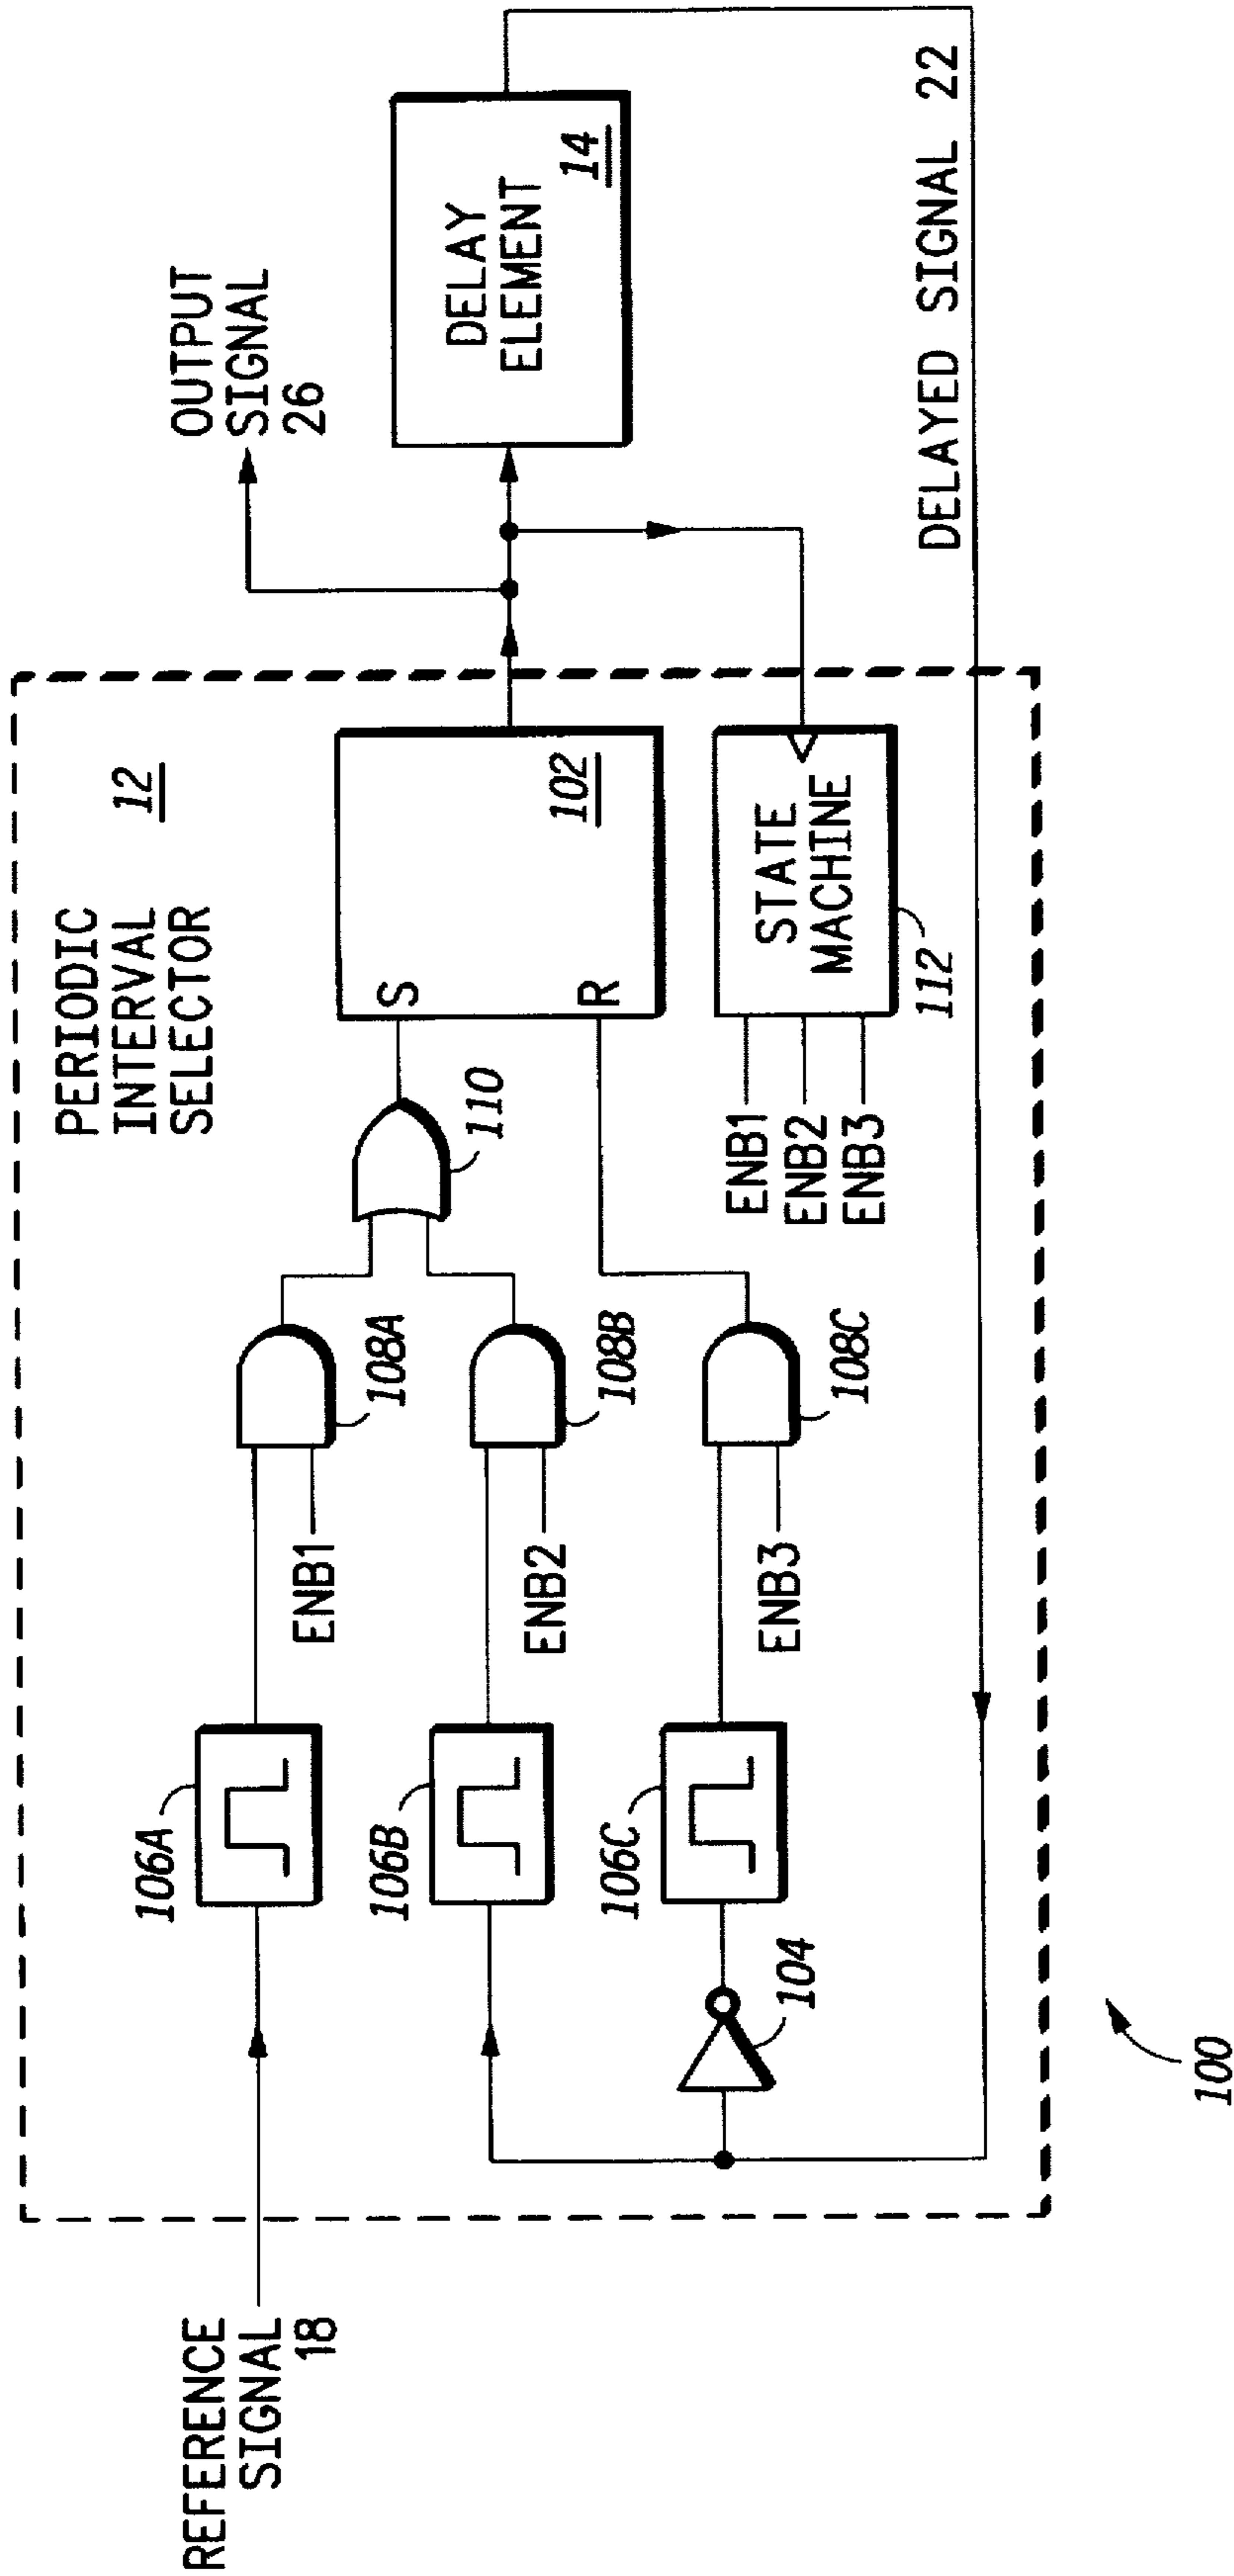 PERIODIC
INTERVAL
SELECTOR
12
OUTPUT
SIGNAL
26
REFERENCE
SIGNAL
18
106A
ENB1
108A
110
S
R
102
DELAY
ELEMENT
14
106B
ENB2
108B
104
106C
ENB3
108C
ENB1
ENB2
ENB3
STATE
MACHINE
112
DELAYED SIGNAL 22
100